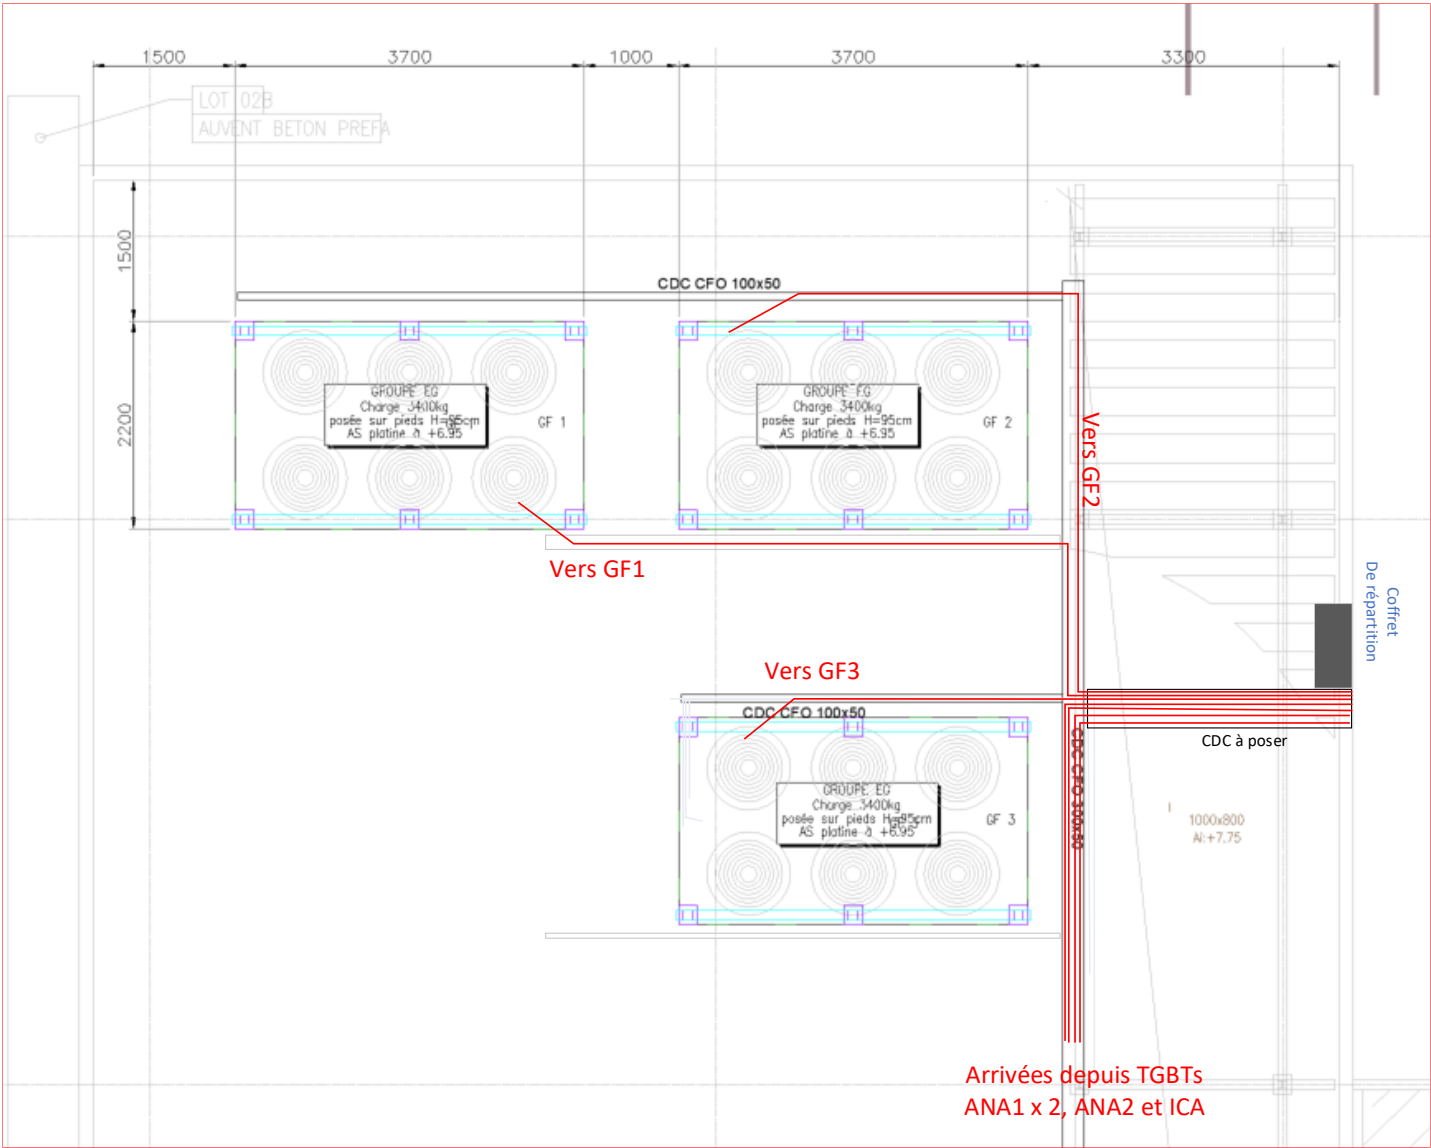 1500
3700
1000
3700
3300
LOT 02B
AUVENT BETON PREFA
1500
CDC CFO 100x50
2200
GROUPE EG
Charge 3400kg
posée sur pieds H=95cm
AS platine à +6.95
GF 1
GROUPE EG
Charge 3400kg
posée sur pieds H=95cm
AS platine à +6.95
GF 2
Vers GF2
Vers GF1
Coffret
De répartition
Vers GF3
CDC CFO 100x50
CDC à poser
GROUPE EG
Charge 3400kg
posée sur pieds H=95cm
AS platine à +6.95
GF 3
CDC CFO 300x50
1000x800
Ai:+7.75
Arrivées depuis TGBTs
ANA1 x 2, ANA2 et ICA